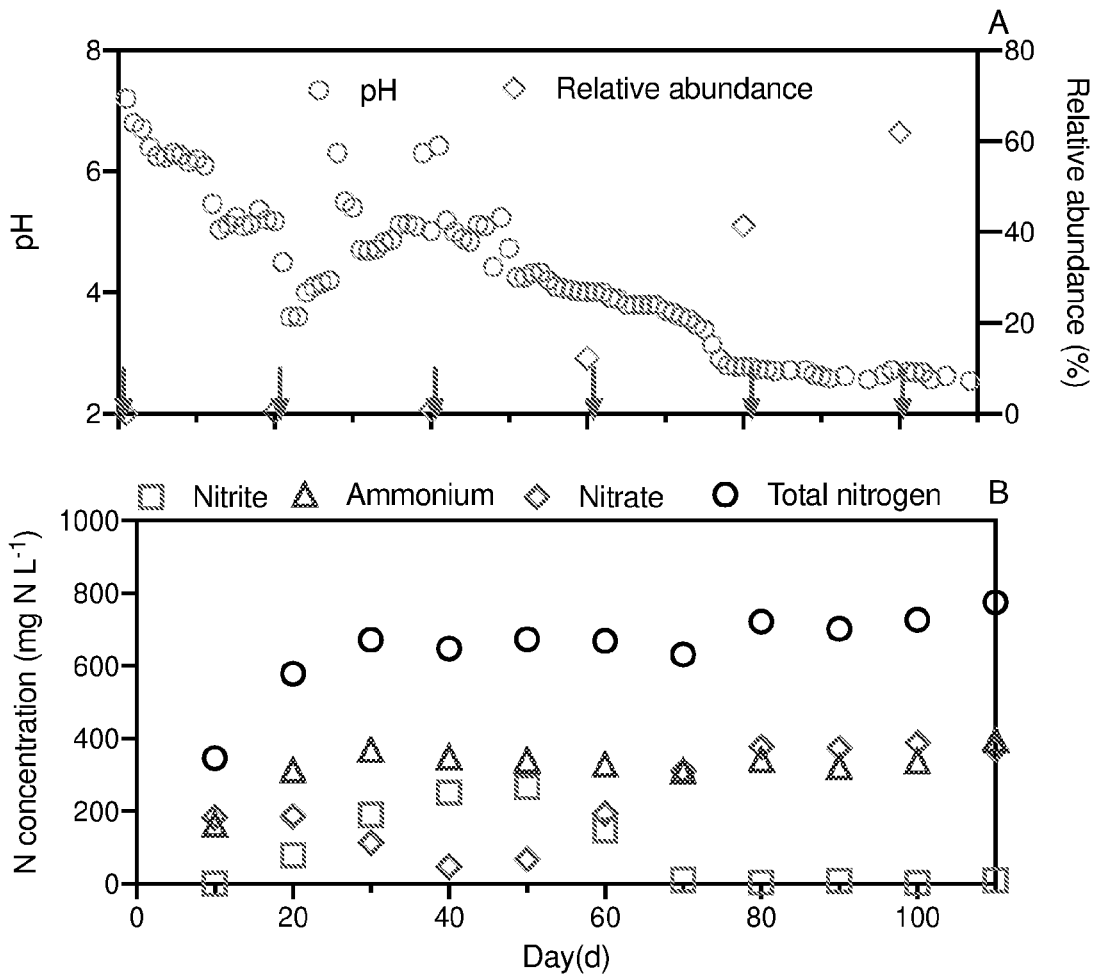 A
8
6
4
2
pH
pH
Relative abundance
80
60
40
20
0
Relative abundance (%)
Nitrite
Ammonium
Nitrate
Total nitrogen
B
1000
800
600
400
200
0
N concentration (mg N L⁻¹)
0 20 40 60 80 100
Day(d)